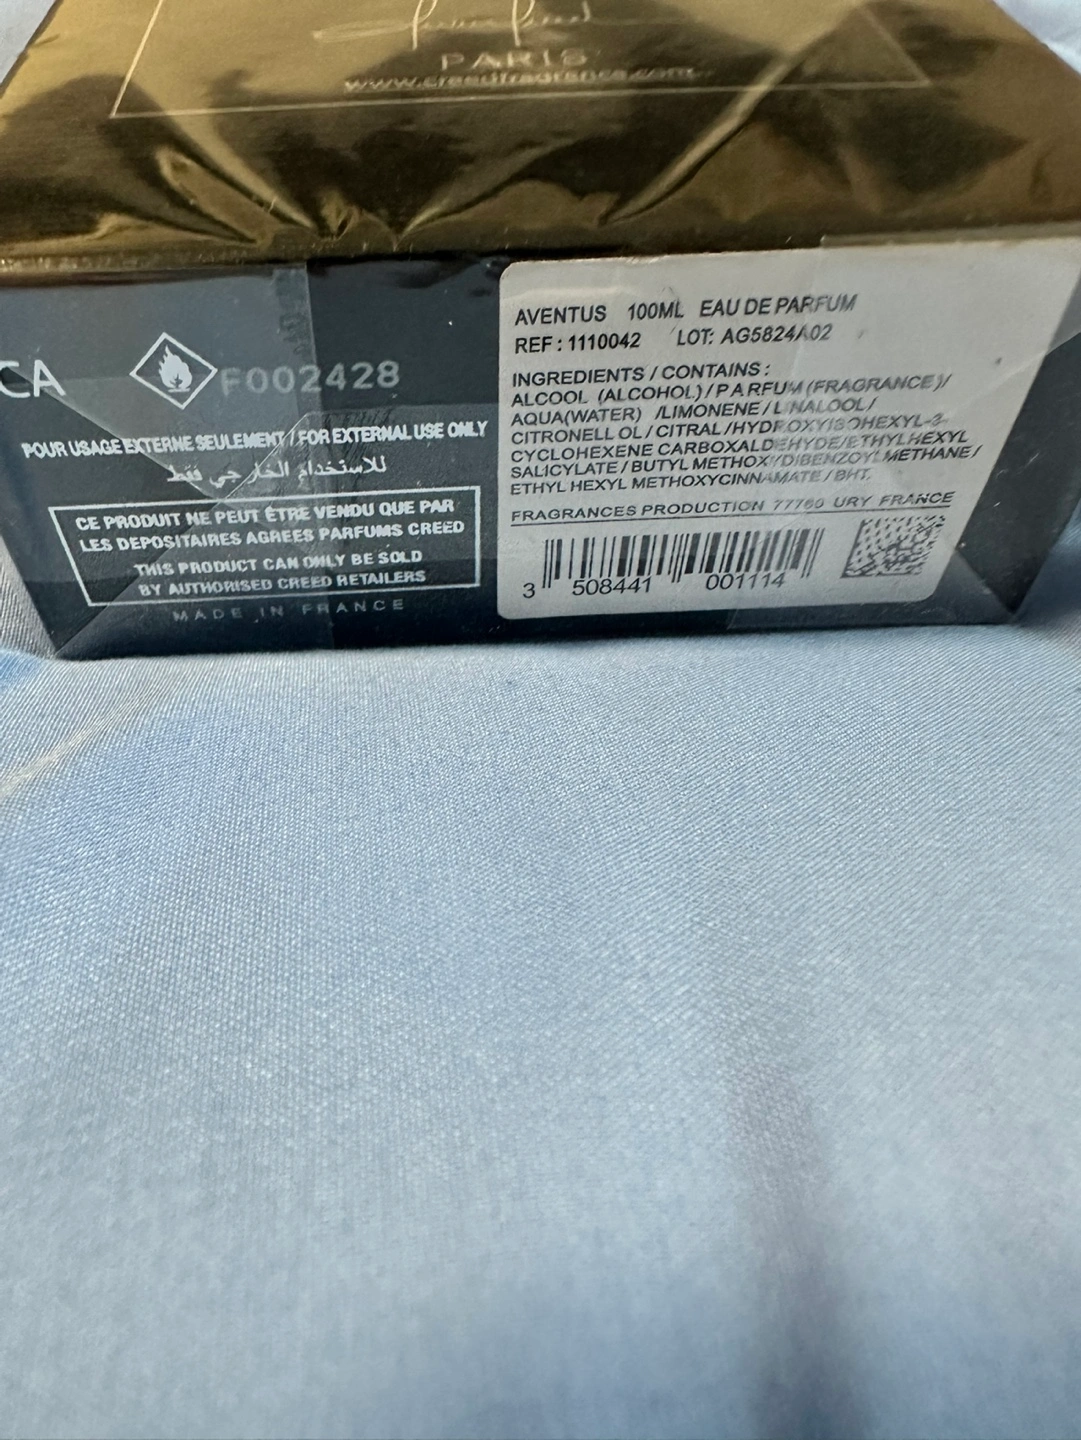 PARIS
www.creedfragrance.com
CA
F002428
POUR USAGE EXTERNE SEULEMENT / FOR EXTERNAL USE ONLY
للاستخدام الخارجي فقط
CE PRODUIT NE PEUT ÊTRE VENDU QUE PAR
LES DEPOSITAIRES AGREES PARFUMS CREED
THIS PRODUCT CAN ONLY BE SOLD
BY AUTHORISED CREED RETAILERS
MADE IN FRANCE
AVENTUS 100ML EAU DE PARFUM
REF : 1110042 LOT: AG5824A02
INGREDIENTS / CONTAINS :
ALCOOL (ALCOHOL) / PARFUM (FRAGRANCE) /
AQUA(WATER) /LIMONENE / LINALOOL /
CITRONELL OL / CITRAL /HYDROXYISOHEXYL-3-
CYCLOHEXENE CARBOXALDEHYDE/ETHYLHEXYL
SALICYLATE / BUTYL METHOXYDIBENZOYLMETHANE /
ETHYL HEXYL METHOXYCINNAMATE / BHT.
FRAGRANCES PRODUCTION 77760 URY FRANCE
3 508441 001114